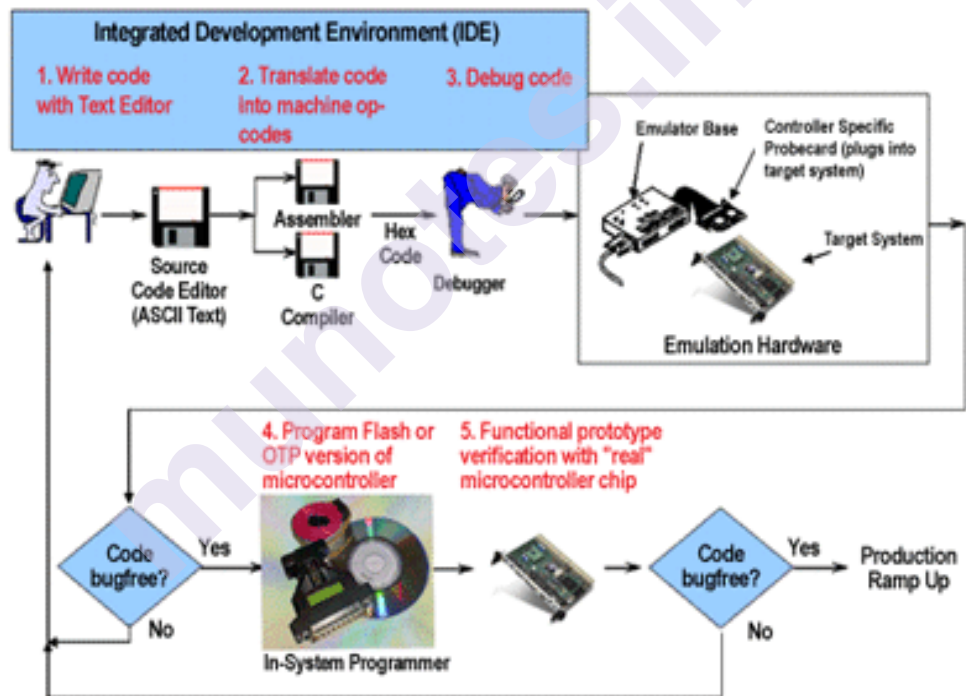 Integrated Development Environment (IDE)
1. Write code
with Text Editor
2. Translate code
into machine op-
codes
3. Debug code
Emulator Base
Controller Specific
Probecard (plugs into
target system)
Target System
Emulation Hardware
Source
Code Editor
(ASCII Text)
Assembler
C
Compiler
Hex
Code
Debugger
4. Program Flash or
OTP version of
microcontroller
5. Functional prototype
verification with "real"
microcontroller chip
Code
bugfree?
Yes
No
In-System Programmer
Code
bugfree?
Yes
No
Production
Ramp Up
munotes.in